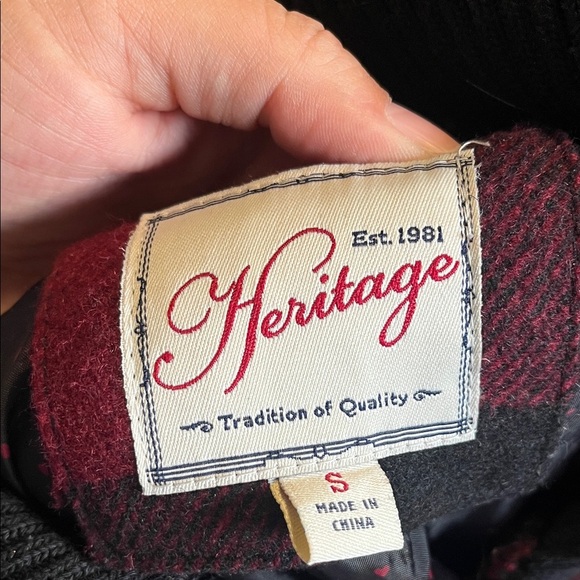 Est. 1981
Heritage
Tradition of Quality
S
MADE IN
CHINA